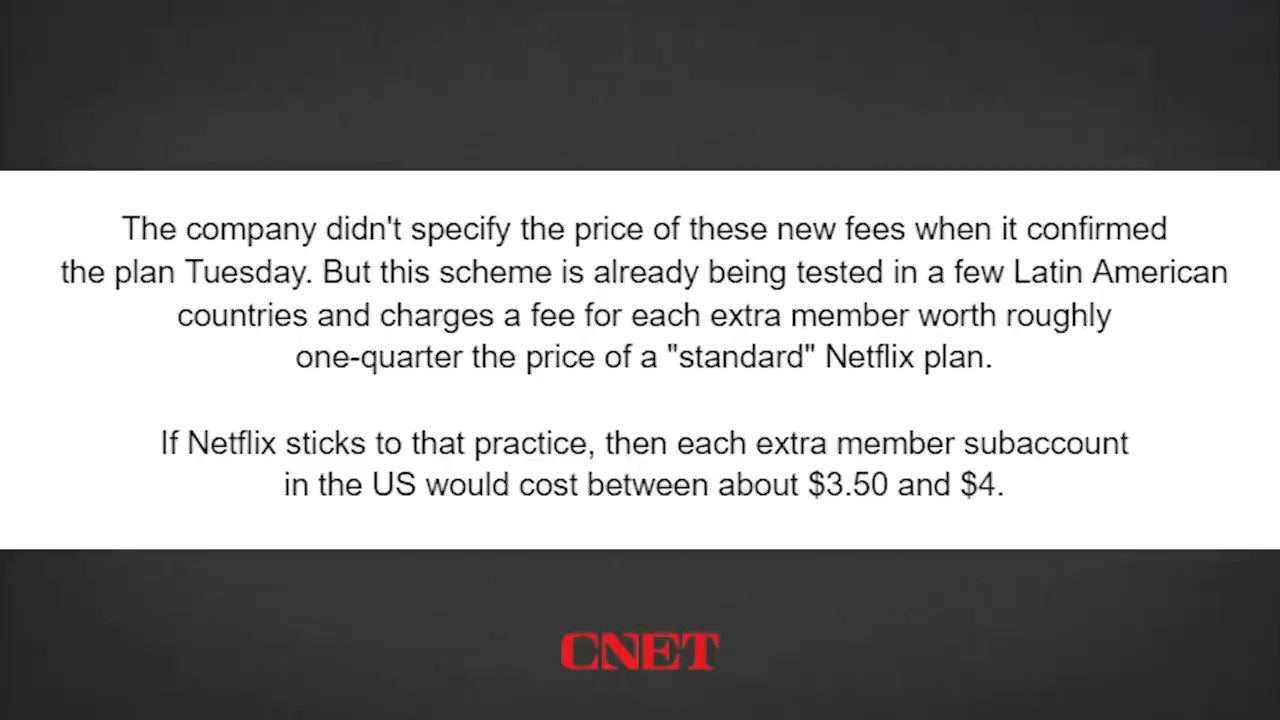 The company didn't specify the price of these new fees when it confirmed
the plan Tuesday. But this scheme is already being tested in a few Latin American
countries and charges a fee for each extra member worth roughly
one-quarter the price of a "standard" Netflix plan.
If Netflix sticks to that practice, then each extra member subaccount
in the US would cost between about $3.50 and $4.
CNET